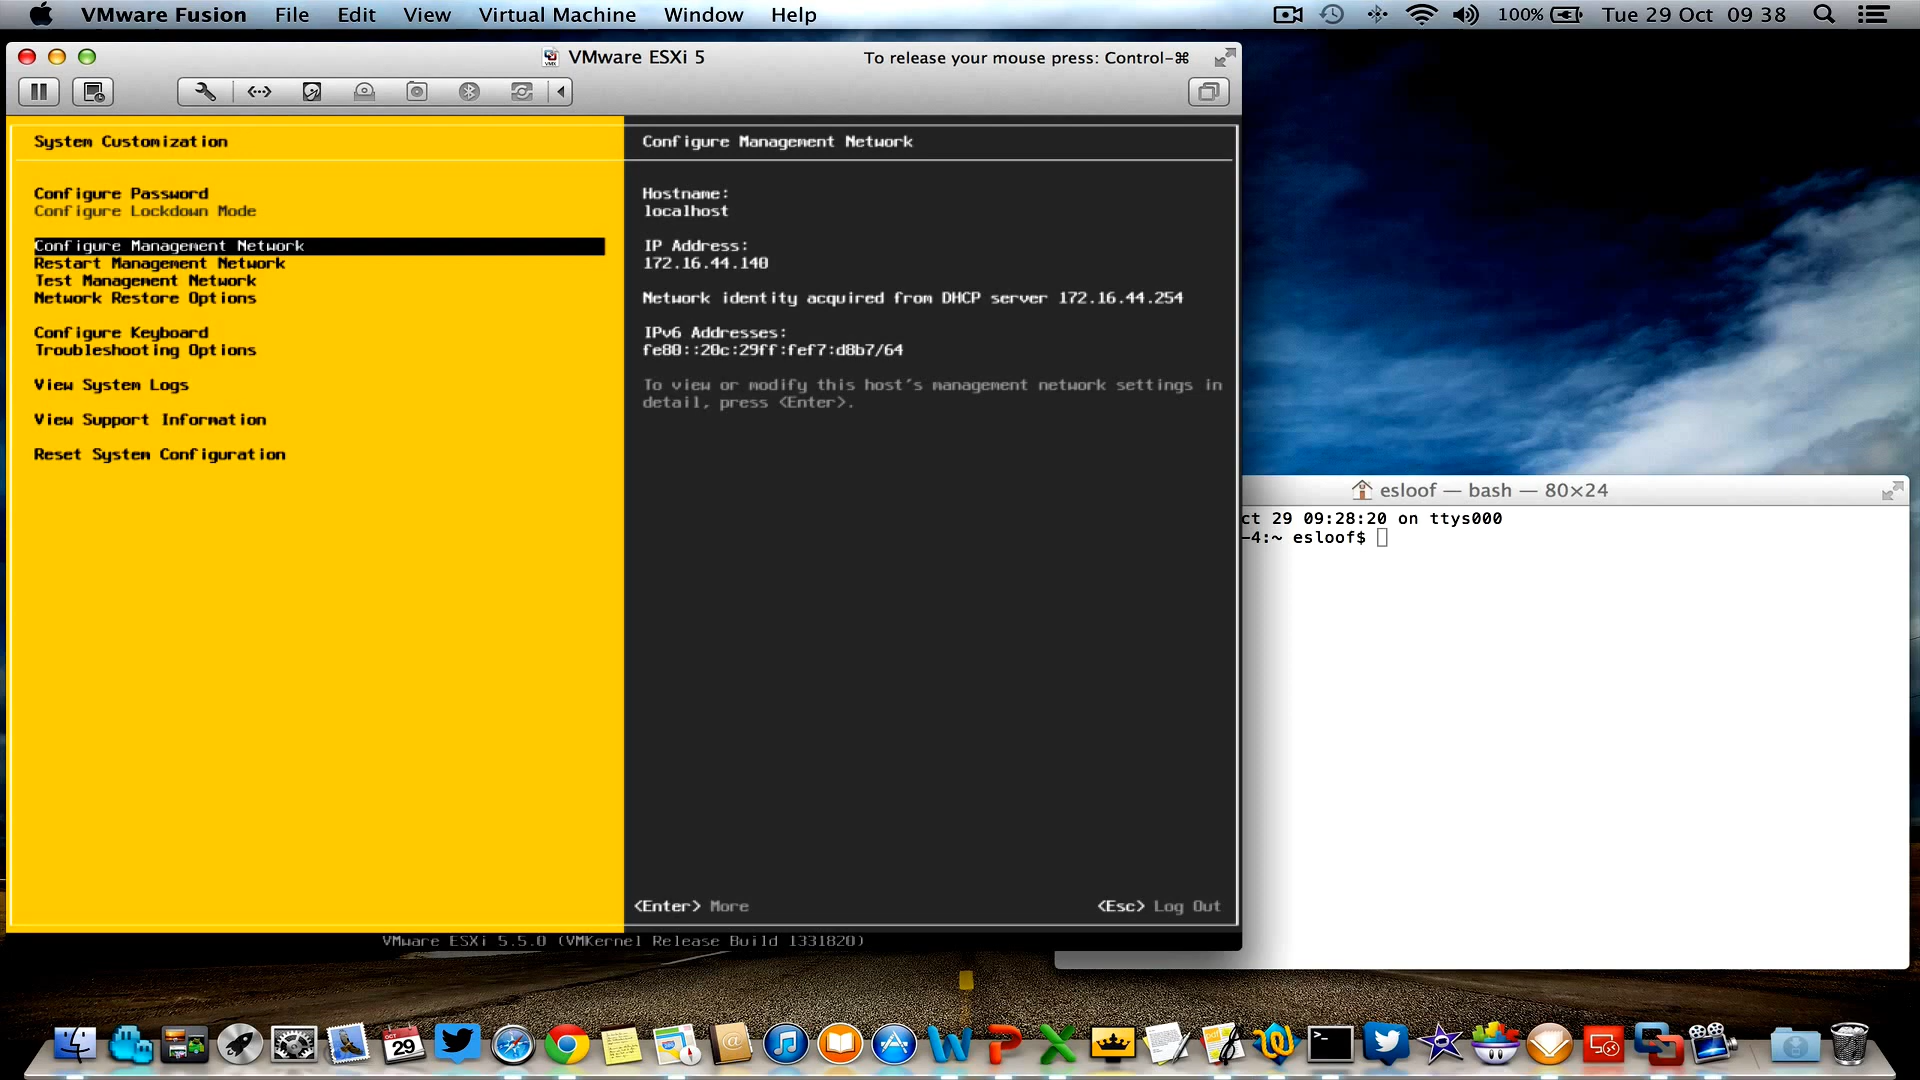 VMware Fusion File Edit View Virtual Machine Window Help 100% Tue 29 Oct 09 38
VMware ESXi 5 To release your mouse press: Control-⌘
System Customization
Configure Password
Configure Lockdown Mode
Configure Management Network
Restart Management Network
Test Management Network
Network Restore Options
Configure Keyboard
Troubleshooting Options
View System Logs
View Support Information
Reset System Configuration
Configure Management Network
Hostname:
localhost
IP Address:
172.16.44.140
Network identity acquired from DHCP server 172.16.44.254
IPv6 Addresses:
fe80::20c:29ff:fef7:d8b7/64
To view or modify this host's management network settings in
detail, press <Enter>.
<Enter> More <Esc> Log Out
VMware ESXi 5.5.0 (VMKernel Release Build 1331820)
esloof — bash — 80×24
ct 29 09:28:20 on ttys000
-4:~ esloof$
OCT
29